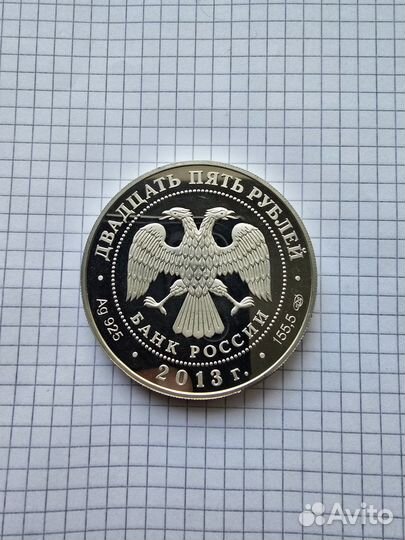 ДВАДЦАТЬ ПЯТЬ РУБЛЕЙ
БАНК РОССИИ
Ag 925
• 2013 г. •
155,5
Avito